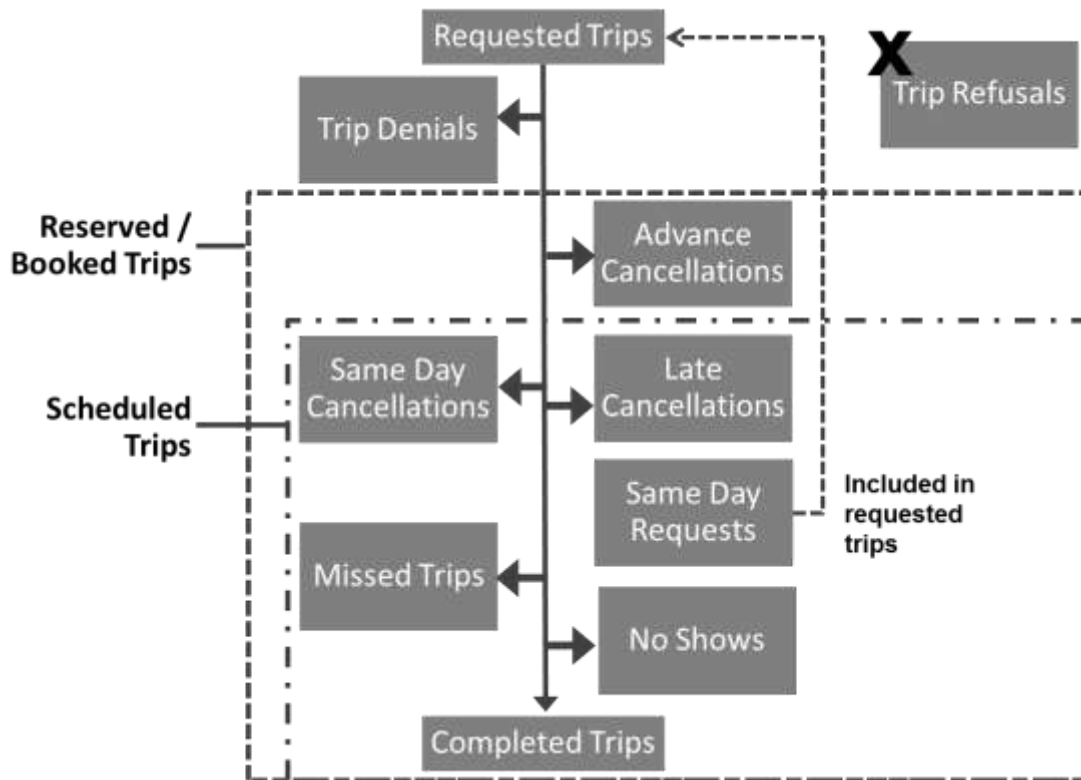 Requested Trips
X
Trip Refusals
Trip Denials
Reserved /
Booked Trips
Advance
Cancellations
Same Day
Cancellations
Late
Cancellations
Scheduled
Trips
Same Day
Requests
Included in
requested
trips
Missed Trips
No Shows
Completed Trips